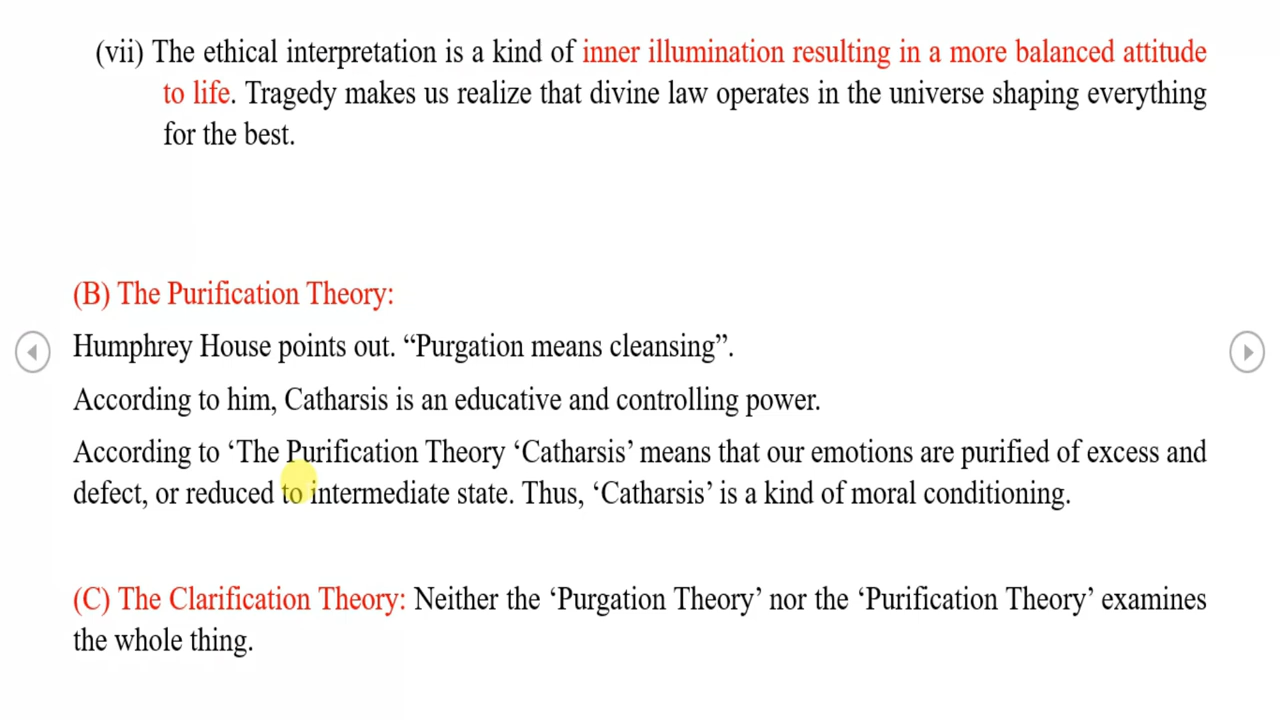 (vii) The ethical interpretation is a kind of inner illumination resulting in a more balanced attitude
to life. Tragedy makes us realize that divine law operates in the universe shaping everything
for the best.
(B) The Purification Theory:
Humphrey House points out. “Purgation means cleansing”.
According to him, Catharsis is an educative and controlling power.
According to ‘The Purification Theory ‘Catharsis’ means that our emotions are purified of excess and
defect, or reduced to intermediate state. Thus, ‘Catharsis’ is a kind of moral conditioning.
(C) The Clarification Theory: Neither the ‘Purgation Theory’ nor the ‘Purification Theory’ examines
the whole thing.